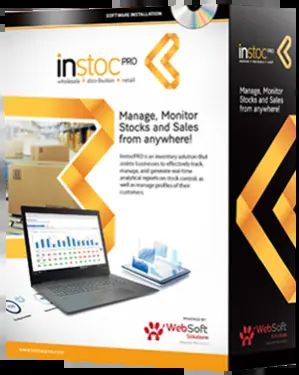 SOFTWARE INSTALLATION
instoc PRO
wholesale • distribution • retail
Manage, Monitor
Stocks and Sales
from anywhere!
InstocPRO is an inventory solution that
assists businesses to effectively track,
manage, and generate real-time
analytical reports on stock control, as
well as manage profiles of their
customers.
POWERED BY
WebSoft
Solutions
instoc PRO
Manage, Monitor
Stocks and Sales
from anywhere!
WebSoft
Solutions